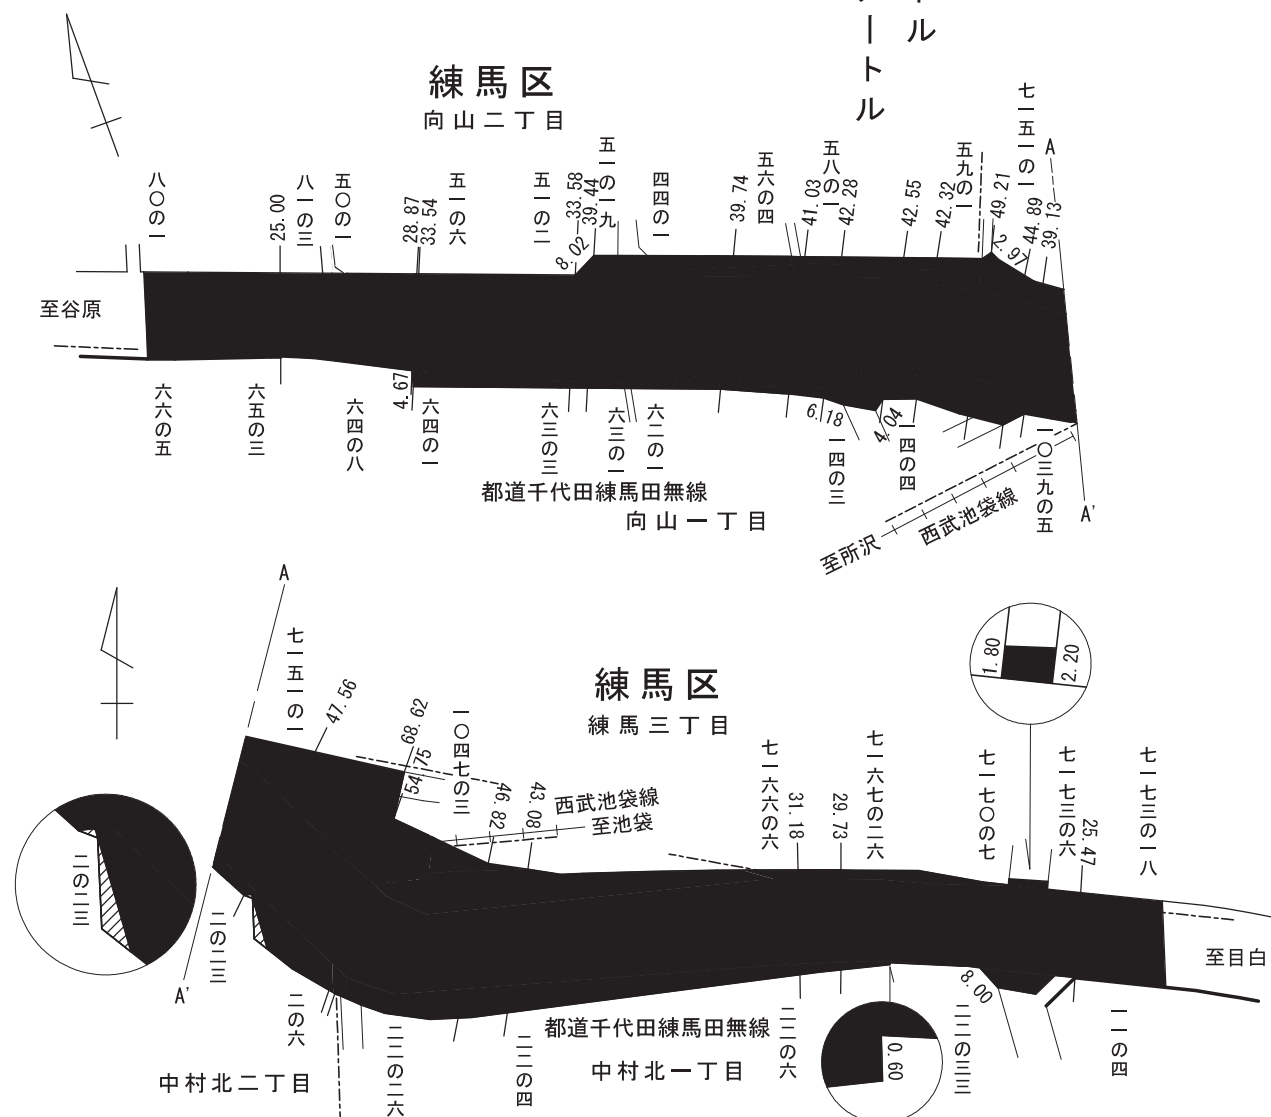 トル
ートル
練馬区
向山二丁目
八〇の一
25.00
八一の三
五〇の一
28.87
33.54
五一の六
五一の二
33.58
39.44
五一の一九
8.02
四四の一
39.74
五六の四
41.03
五八の一
42.28
42.55
42.32
五九の一
49.21
七一五一の一
2.97
44.89
39.13
A
至谷原
六六の五
六五の三
六四の八
4.67
六四の一
六三の三
六三の一
六二の一
6.18
一四の三
4.04
一四の四
一〇三九の五
都道千代田練馬田無線
向山一丁目
至所沢
西武池袋線
A'
A
七一五一の一
47.56
68.62
54.75
一〇四七の三
46.82
43.08
西武池袋線
至池袋
練馬区
練馬三丁目
七一六六の六
31.18
29.73
七一六七の二六
七一七〇の七
1.80
2.20
七一七三の六
25.47
七一七三の一八
至目白
二の二三
二の二三
A'
二の六
二二の二六
二二の四
都道千代田練馬田無線
中村北二丁目
中村北一丁目
二二の六
0.60
8.00
二二の三三
一一の四